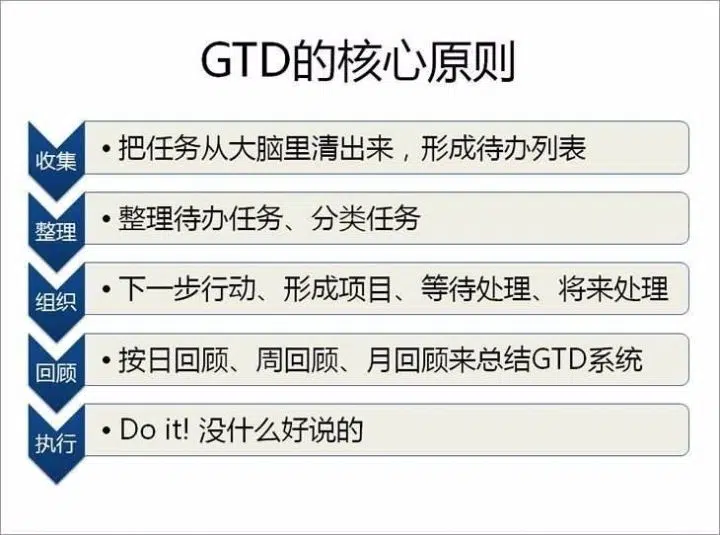 GTD的核心原则
收集
• 把任务从大脑里清出来，形成待办列表
整理
• 整理待办任务、分类任务
组织
• 下一步行动、形成项目、等待处理、将来处理
回顾
• 按日回顾、周回顾、月回顾来总结GTD系统
执行
• Do it! 没什么好说的